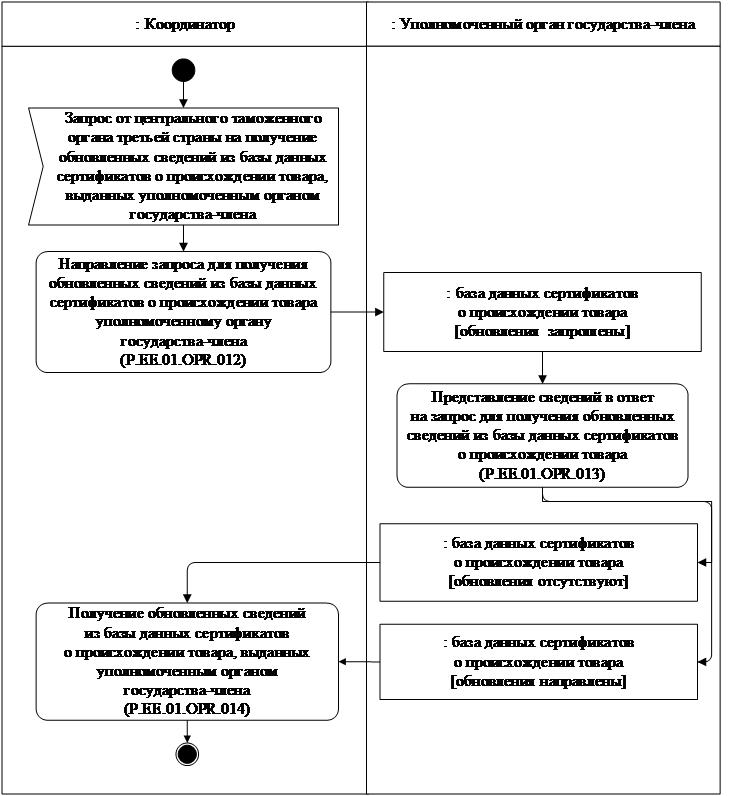 : Координатор
: Уполномоченный орган государства-члена
Запрос от центрального таможенного
органа третьей страны на получение
обновленных сведений из базы данных
сертификатов о происхождении товара,
выданных уполномоченным органом
государства-члена
Направление запроса для получения
обновленных сведений из базы данных
сертификатов о происхождении товара
уполномоченному органу
государства-члена
(P.EE.01.OPR.012)
: база данных сертификатов
о происхождении товара
[обновления запрошены]
Представление сведений в ответ
на запрос для получения обновленных
сведений из базы данных сертификатов
о происхождении товара
(P.EE.01.OPR.013)
: база данных сертификатов
о происхождении товара
[обновления отсутствуют]
Получение обновленных сведений
из базы данных сертификатов
о происхождении товара, выданных
уполномоченным органом
государства-члена
(P.EE.01.OPR.014)
: база данных сертификатов
о происхождении товара
[обновления направлены]